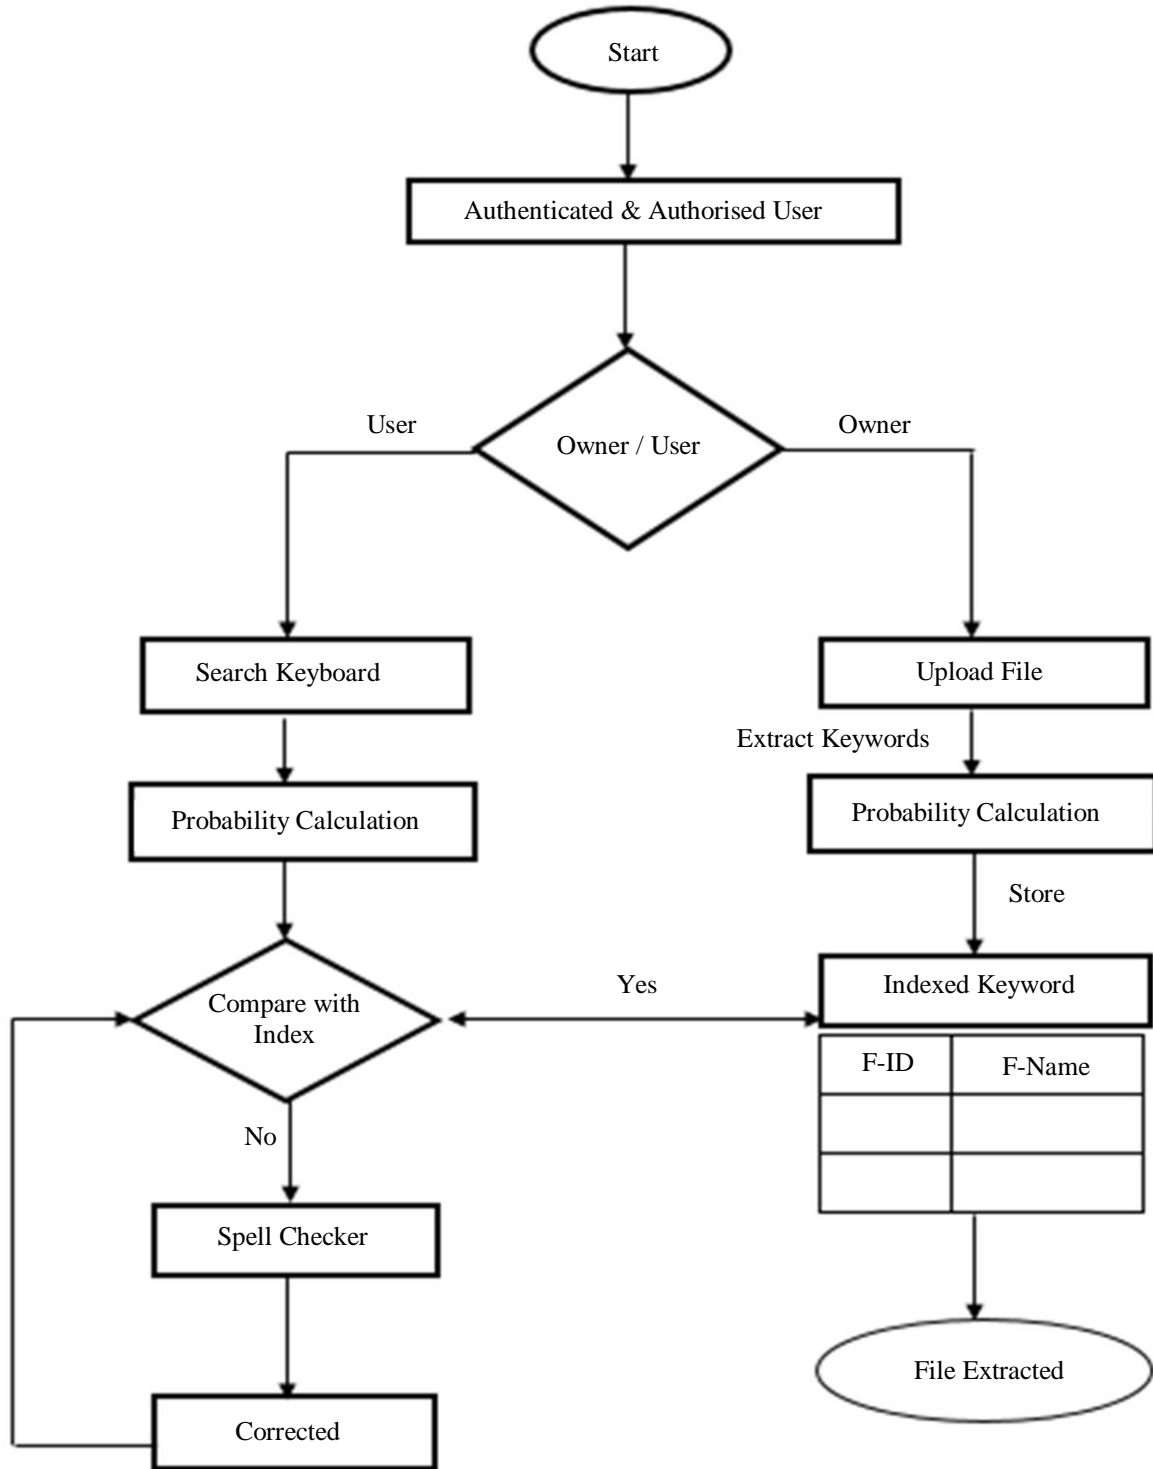 Start
Authenticated & Authorised User
User
Owner / User
Owner
Search Keyboard
Upload File
Extract Keywords
Probability Calculation
Probability Calculation
Store
Compare with
Index
Yes
Indexed Keyword
F-ID
F-Name
No
Spell Checker
File Extracted
Corrected